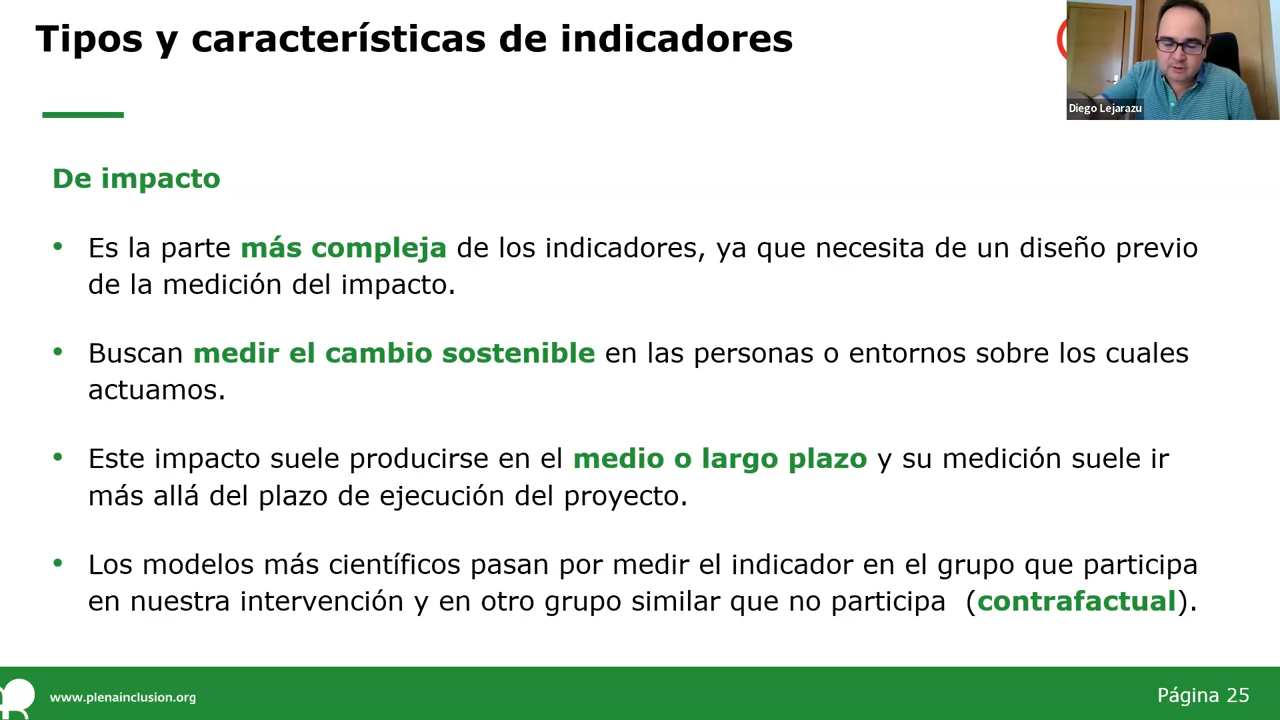 Tipos y características de indicadores
Diego Lejarazu
De impacto
• Es la parte más compleja de los indicadores, ya que necesita de un diseño previo
de la medición del impacto.
• Buscan medir el cambio sostenible en las personas o entornos sobre los cuales
actuamos.
• Este impacto suele producirse en el medio o largo plazo y su medición suele ir
más allá del plazo de ejecución del proyecto.
• Los modelos más científicos pasan por medir el indicador en el grupo que participa
en nuestra intervención y en otro grupo similar que no participa (contrafactual).
www.plenainclusion.org
Página 25